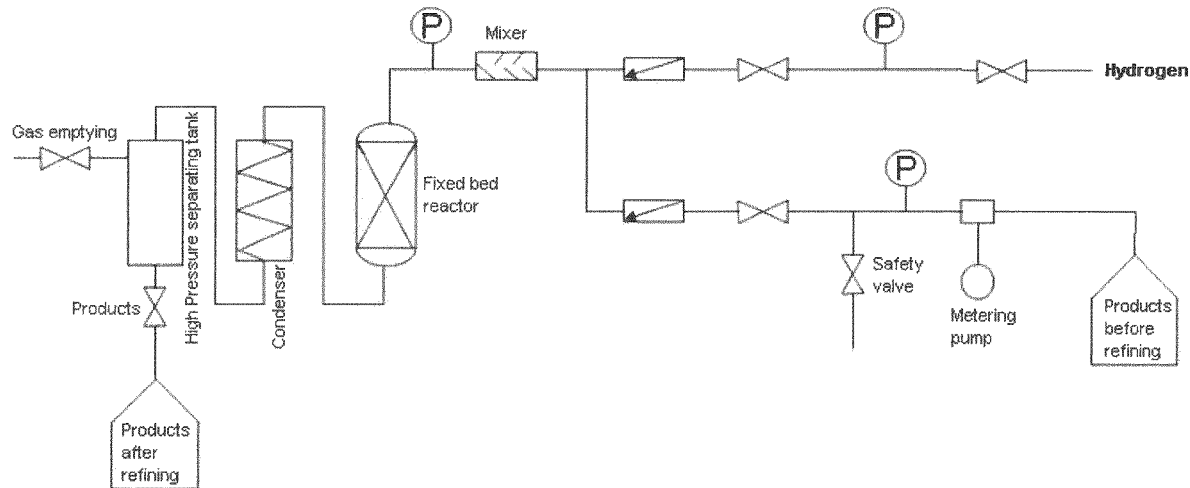 P
Mixer
P
Hydrogen
Gas emptying
High Pressure separating tank
Condenser
Fixed bed
reactor
P
Safety
valve
Metering
pump
Products
before
refining
Products
Products
after
refining